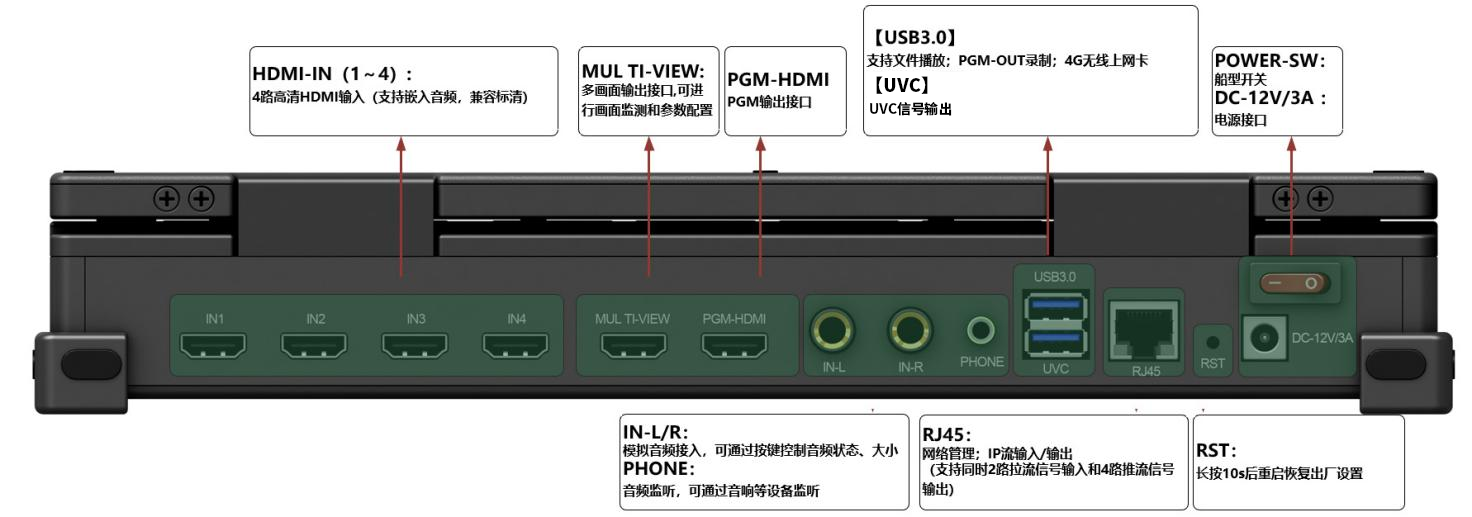 HDMI-IN（1～4）：
4路高清HDMI输入（支持嵌入音频，兼容标清）
MUL TI-VIEW:
多画面输出接口,可进
行画面监测和参数配置
PGM-HDMI
PGM输出接口
【USB3.0】
支持文件播放；PGM-OUT录制；4G无线上网卡
【UVC】
UVC信号输出
POWER-SW:
船型开关
DC-12V/3A：
电源接口
USB3.0
IN1
IN2
IN3
IN4
MUL TI-VIEW
PGM-HDMI
IN-L
IN-R
PHONE
UVC
RJ45
RST
DC-12V/3A
IN-L/R:
模拟音频接入，可通过按键控制音频状态、大小
PHONE:
音频监听，可通过音响等设备监听
RJ45:
网络管理；IP流输入/输出
（支持同时2路拉流信号输入和4路推流信号
输出）
RST:
长按10s后重启恢复出厂设置